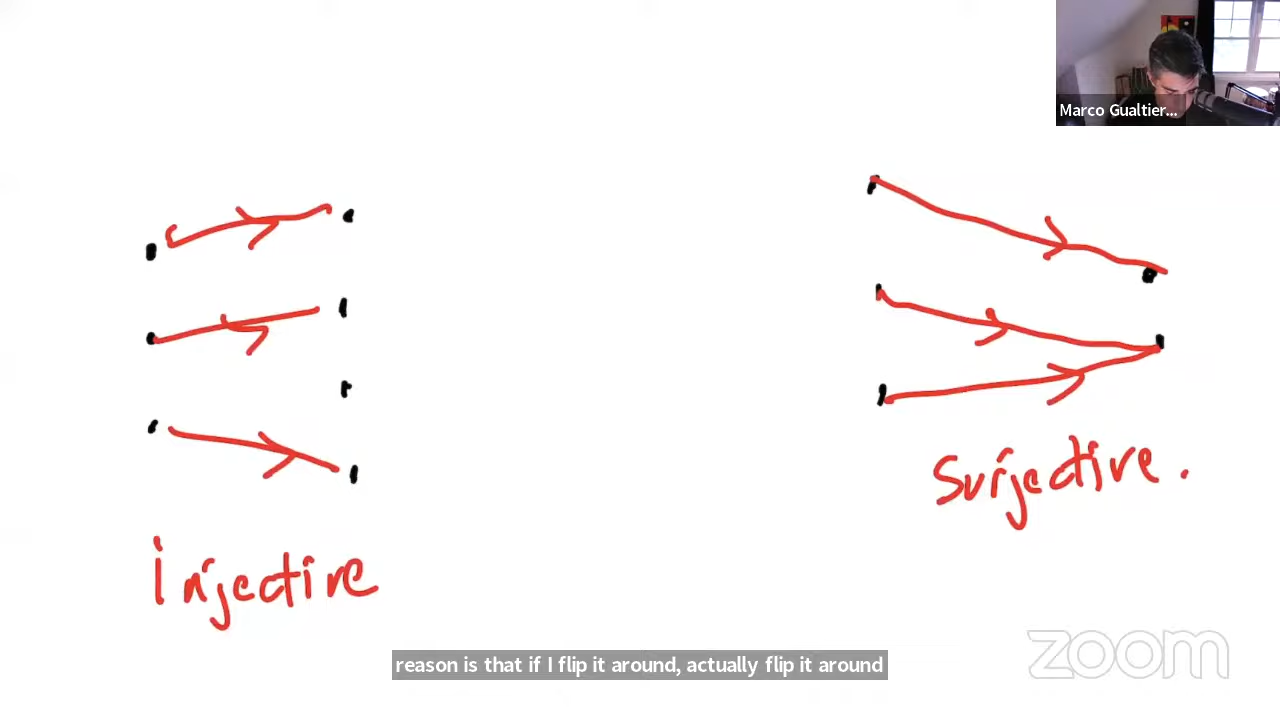 Marco Gualtier...
Surjective.
injective
reason is that if I flip it around, actually flip it around
zoom